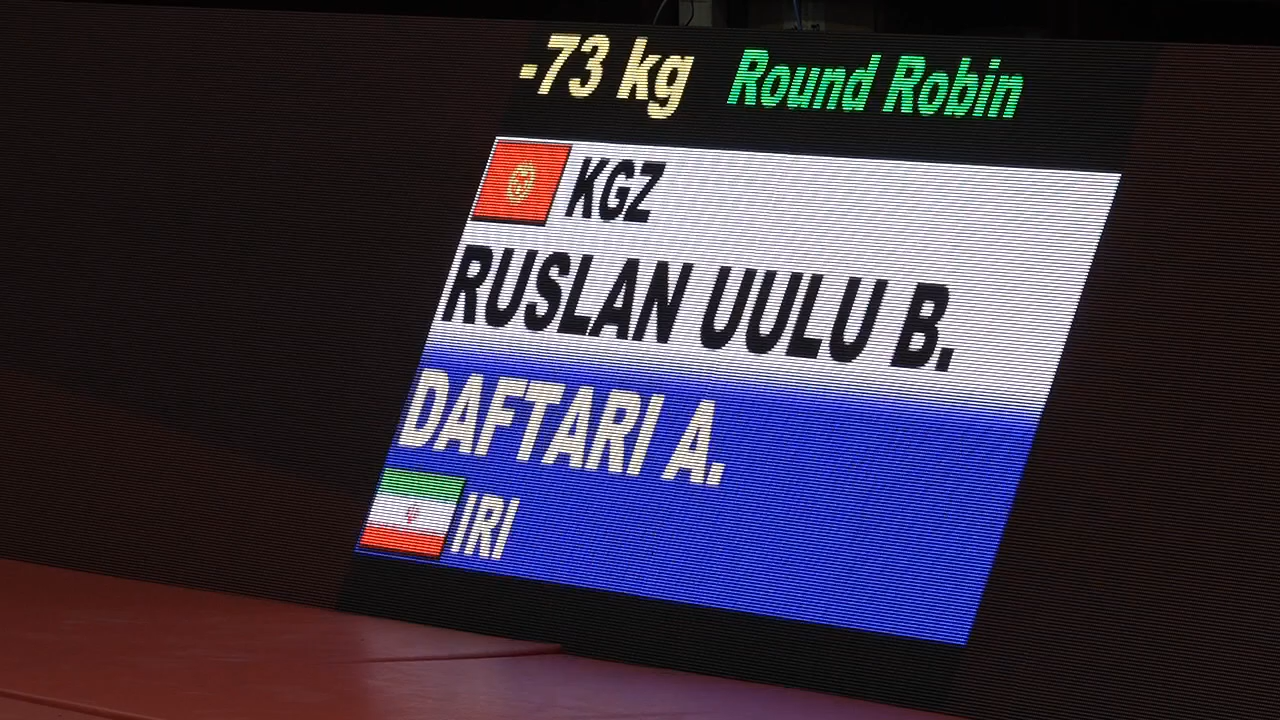 -73 kg Round Robin
KGZ
RUSLAN UULU B.
DAFTARI A.
IRI